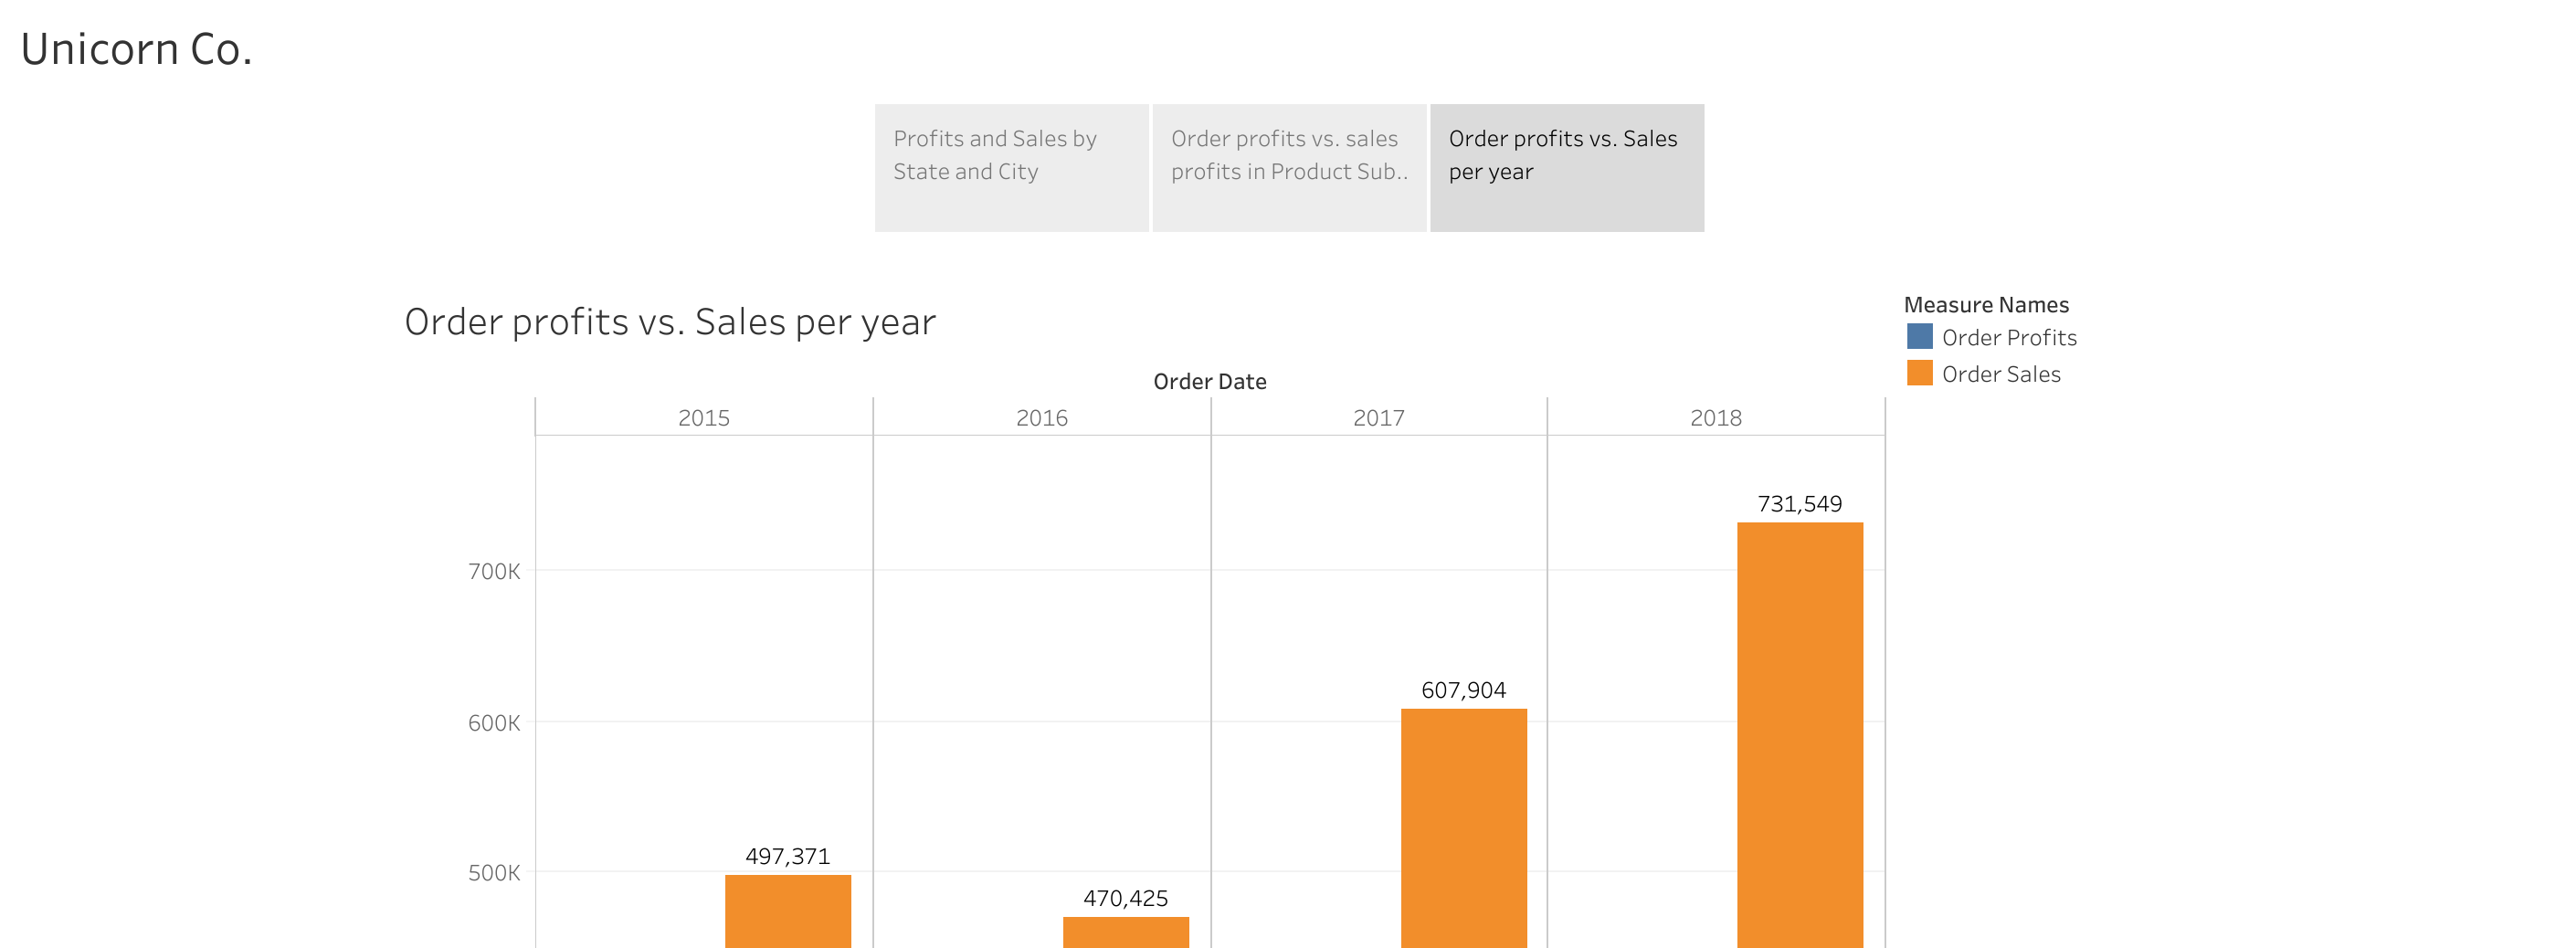 Unicorn Co.
Profits and Sales by
State and City
Order profits vs. sales
profits in Product Sub..
Order profits vs. Sales
per year
Order profits vs. Sales per year
Measure Names
Order Profits
Order Sales
Order Date
2015
2016
2017
2018
731,549
700K
607,904
600K
497,371
500K
470,425